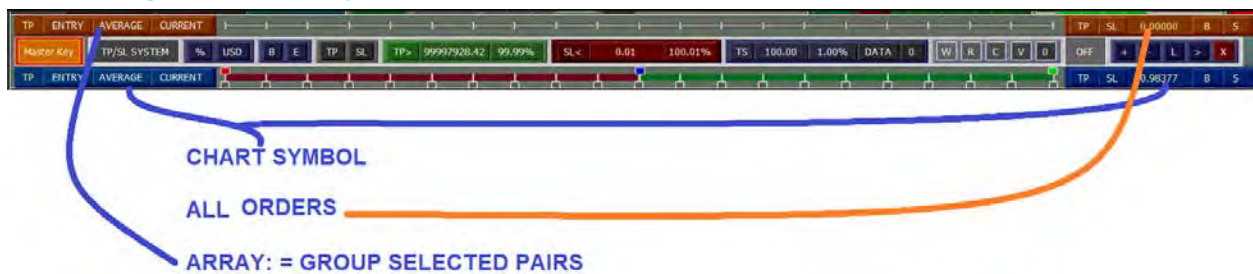 TP ENTRY AVERAGE CURRENT TP SL 0.00000 B S
Master Key TP/SL SYSTEM % USD B E TP SL TP> 99997928.42 99.99% SL< 0.01 100.01% TS 100.00 1.00% DATA 0 W R C V 0 OFF + - L > X
TP ENTRY AVERAGE CURRENT TP SL 0.98377 B S
CHART SYMBOL
ALL ORDERS
ARRAY: = GROUP SELECTED PAIRS